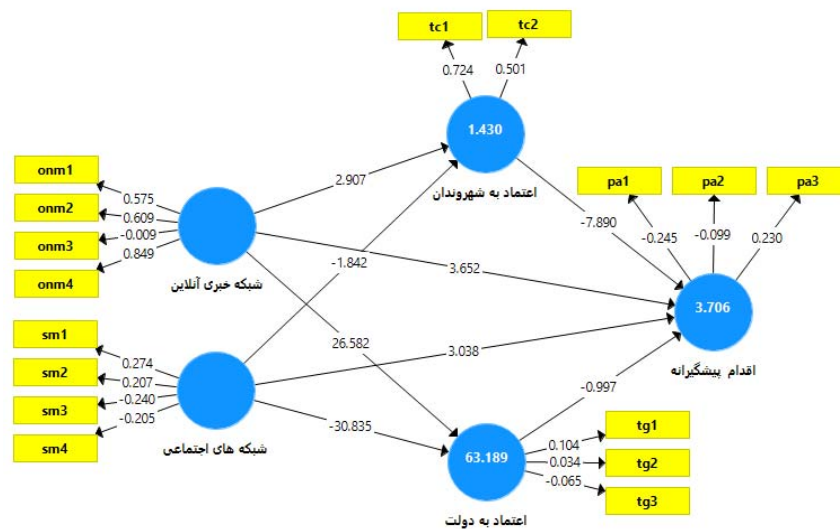 tc1
tc2
0.724
0.501
1.430
اعتماد به شهروندان
onm1
onm2
onm3
onm4
0.575
0.609
-0.009
0.849
شبکه خبری آنلاین
2.907
-1.842
3.652
26.582
-7.890
pa1
pa2
pa3
-0.245
-0.099
0.230
3.706
اقدام پیشگیرانه
sm1
sm2
sm3
sm4
0.274
0.207
-0.240
-0.205
شبکه های اجتماعی
3.038
-30.835
-0.997
63.189
اعتماد به دولت
0.104
0.034
-0.065
tg1
tg2
tg3